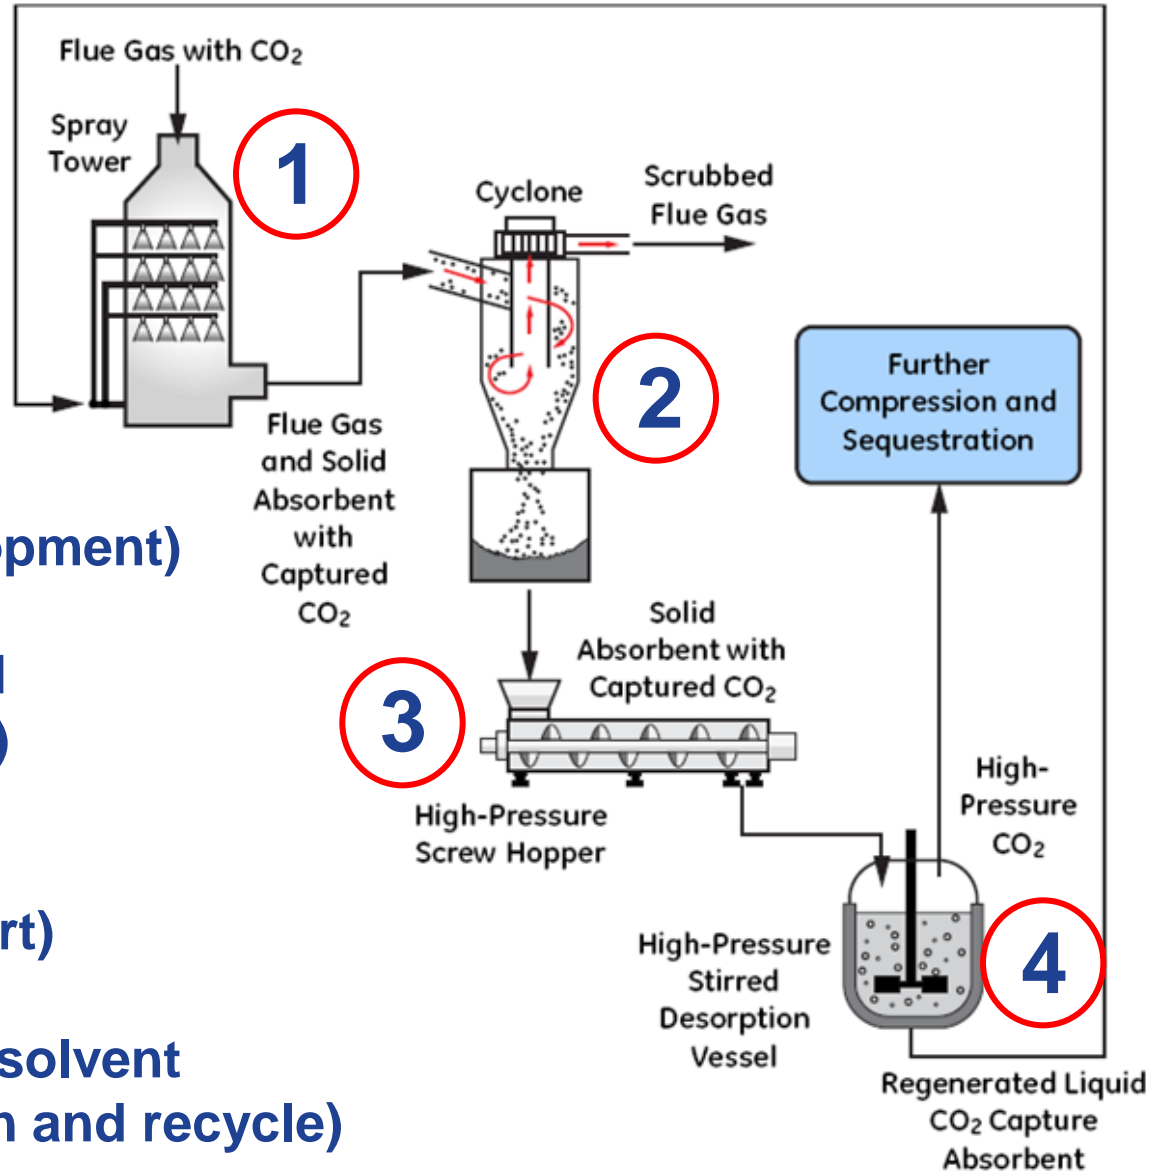 Flue Gas with CO₂
Spray
Tower
1
Cyclone
Scrubbed
Flue Gas
2
Further
Compression and
Sequestration
Flue Gas
and Solid
Absorbent
with
Captured
CO₂
opment)
)
Solid
Absorbent with
Captured CO₂
3
High-Pressure
Screw Hopper
High-
Pressure
CO₂
rt)
High-Pressure
Stirred
Desorption
Vessel
4
solvent
n and recycle)
Regenerated Liquid
CO₂ Capture
Absorbent